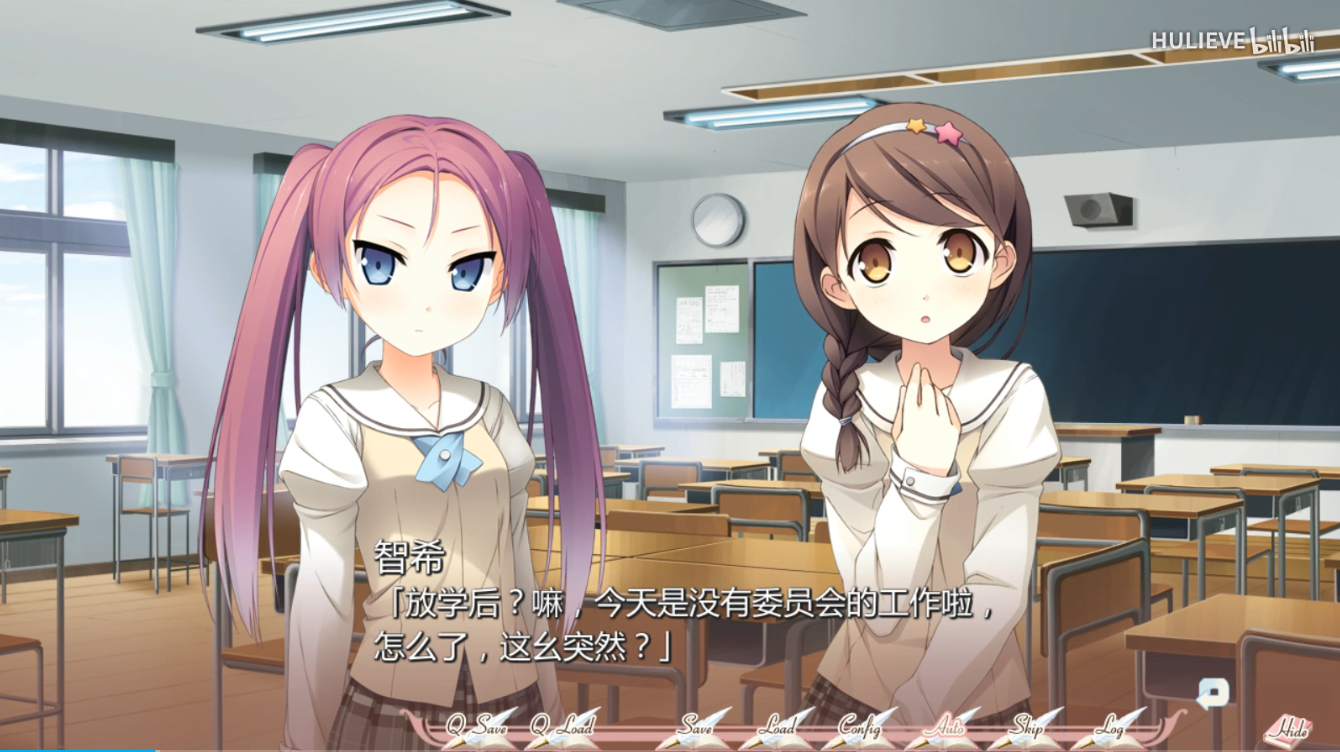 HULIEVE bilibili
智希
「放学后？嘛，今天是没有委员会的工作啦，
怎么了，这幺突然？」
Q Save Q Load Save Load Config Auto Skip Log Hide